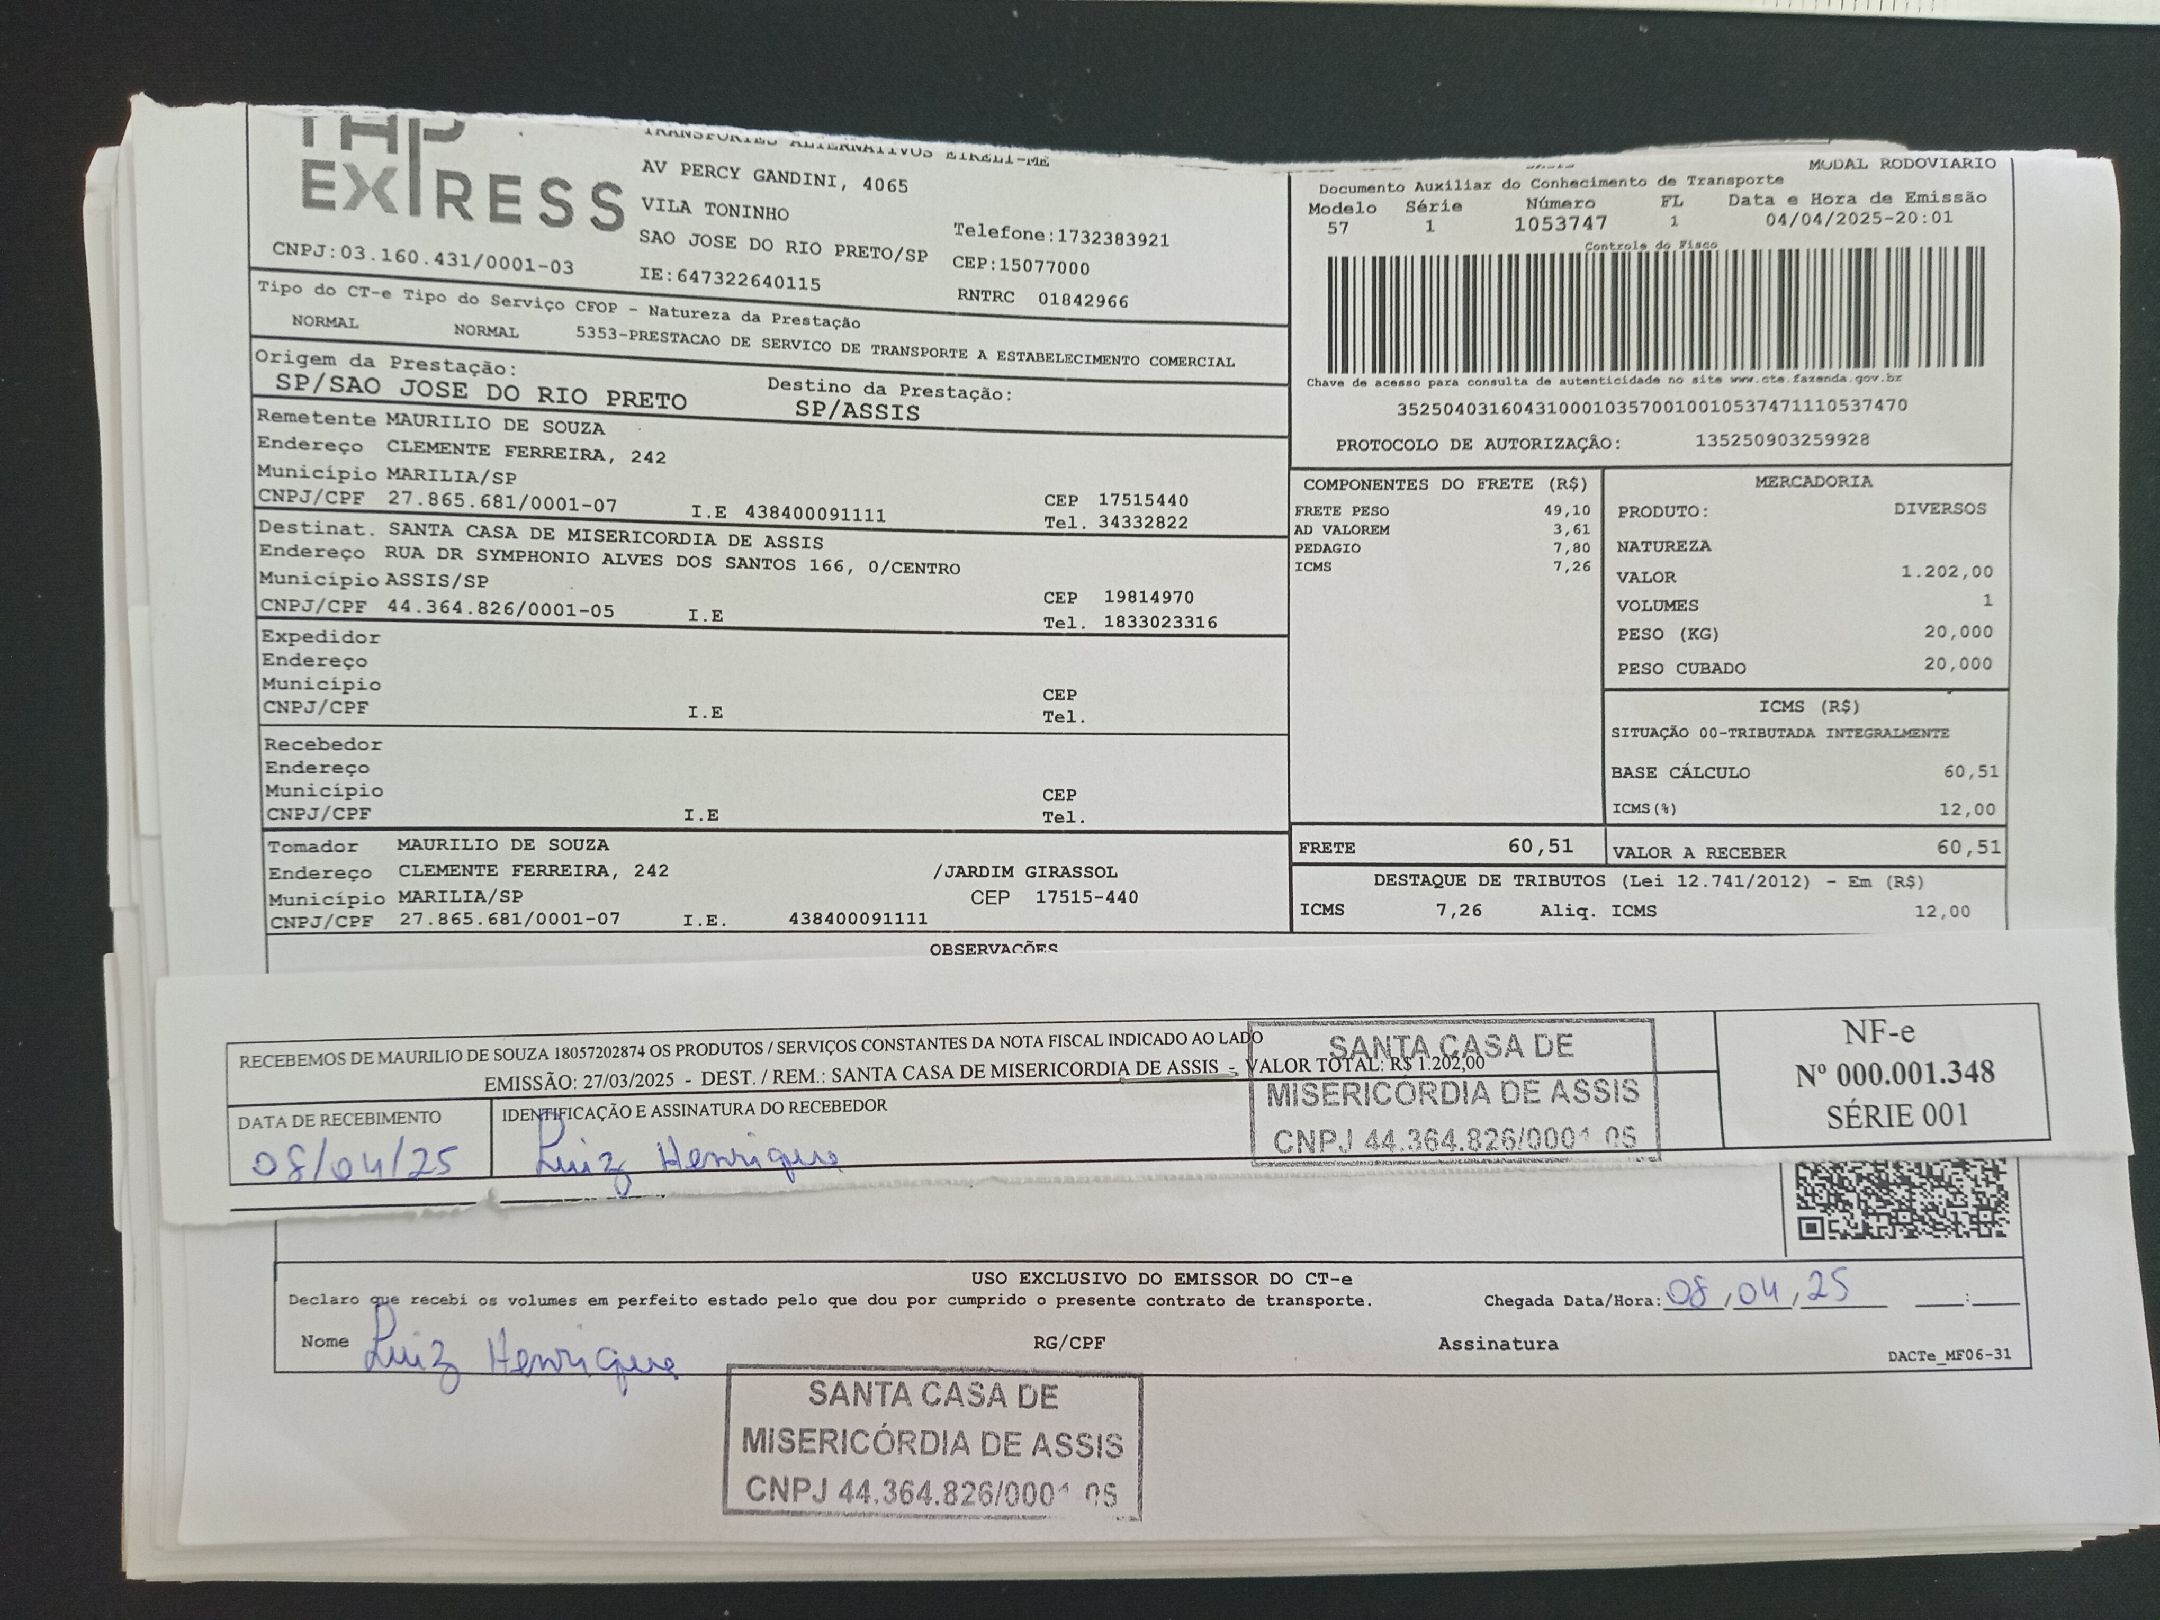 TAP
EXPRESS
TRANSPORTES ALTERNATIVOS EIRELI-ME
AV PERCY GANDINI, 4065
VILA TONINHO
SAO JOSE DO RIO PRETO/SP
Telefone:1732383921
CEP:15077000
CNPJ:03.160.431/0001-03
IE:647322640115
RNTRC 01842966
MODAL RODOVIARIO
Documento Auxiliar do Conhecimento de Transporte
Modelo Série Número FL Data e Hora de Emissão
57 1 1053747 1 04/04/2025-20:01
Controle do Fisco
Chave de acesso para consulta de autenticidade no site www.cte.fazenda.gov.br
35250403160431000103570010010537471110537470
PROTOCOLO DE AUTORIZAÇÃO: 135250903259928
Tipo do CT-e Tipo do Serviço CFOP - Natureza da Prestação
NORMAL NORMAL 5353-PRESTACAO DE SERVICO DE TRANSPORTE A ESTABELECIMENTO COMERCIAL
Origem da Prestação: Destino da Prestação:
SP/SAO JOSE DO RIO PRETO SP/ASSIS
Remetente MAURILIO DE SOUZA
Endereço CLEMENTE FERREIRA, 242
Município MARILIA/SP CEP 17515440
CNPJ/CPF 27.865.681/0001-07 I.E 438400091111 Tel. 34332822
Destinat. SANTA CASA DE MISERICORDIA DE ASSIS
Endereço RUA DR SYMPHONIO ALVES DOS SANTOS 166, 0/CENTRO
Município ASSIS/SP CEP 19814970
CNPJ/CPF 44.364.826/0001-05 I.E Tel. 1833023316
Expedidor
Endereço
Município CEP
CNPJ/CPF I.E Tel.
Recebedor
Endereço
Município CEP
CNPJ/CPF I.E Tel.
Tomador MAURILIO DE SOUZA
Endereço CLEMENTE FERREIRA, 242 /JARDIM GIRASSOL
Município MARILIA/SP CEP 17515-440
CNPJ/CPF 27.865.681/0001-07 I.E. 438400091111
COMPONENTES DO FRETE (R$)
FRETE PESO 49,10
AD VALOREM 3,61
PEDAGIO 7,80
ICMS 7,26
MERCADORIA
PRODUTO: DIVERSOS
NATUREZA
VALOR 1.202,00
VOLUMES 1
PESO (KG) 20,000
PESO CUBADO 20,000
ICMS (R$)
SITUAÇÃO 00-TRIBUTADA INTEGRALMENTE
BASE CÁLCULO 60,51
ICMS(%) 12,00
FRETE 60,51 VALOR A RECEBER 60,51
DESTAQUE DE TRIBUTOS (Lei 12.741/2012) - Em (R$)
ICMS 7,26 Aliq. ICMS 12,00
OBSERVAÇÕES
RECEBEMOS DE MAURILIO DE SOUZA 18057202874 OS PRODUTOS / SERVIÇOS CONSTANTES DA NOTA FISCAL INDICADO AO LADO
EMISSÃO: 27/03/2025 - DEST. / REM.: SANTA CASA DE MISERICORDIA DE ASSIS - VALOR TOTAL: R$ 1.202,00
DATA DE RECEBIMENTO IDENTIFICAÇÃO E ASSINATURA DO RECEBEDOR
08/04/25 Luiz Henrique
SANTA CASA DE
MISERICÓRDIA DE ASSIS
CNPJ 44.364.826/0001 05
NF-e
Nº 000.001.348
SÉRIE 001
USO EXCLUSIVO DO EMISSOR DO CT-e
Declaro que recebi os volumes em perfeito estado pelo que dou por cumprido o presente contrato de transporte. Chegada Data/Hora: 08,04,25 :
Nome Luiz Henrique RG/CPF Assinatura
DACTe_MF06-31
SANTA CASA DE
MISERICÓRDIA DE ASSIS
CNPJ 44.364.826/0001 05